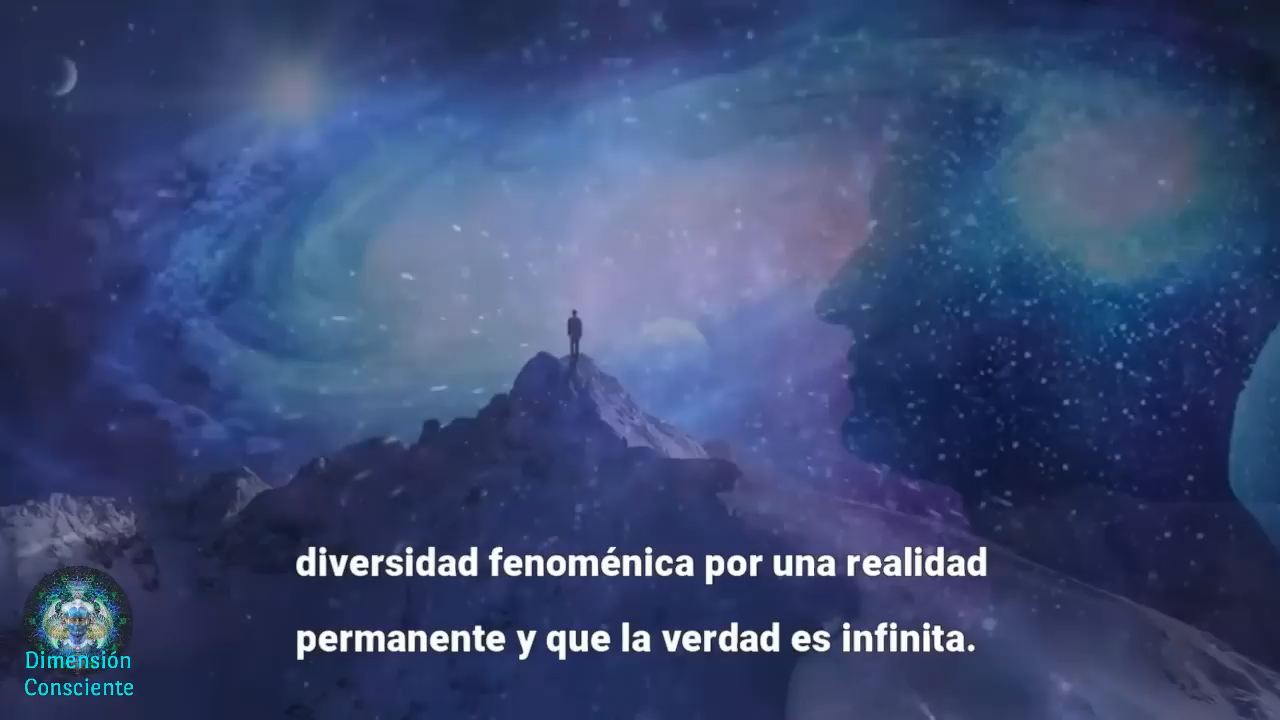 diversidad fenoménica por una realidad
permanente y que la verdad es infinita.
Dimensión
Consciente